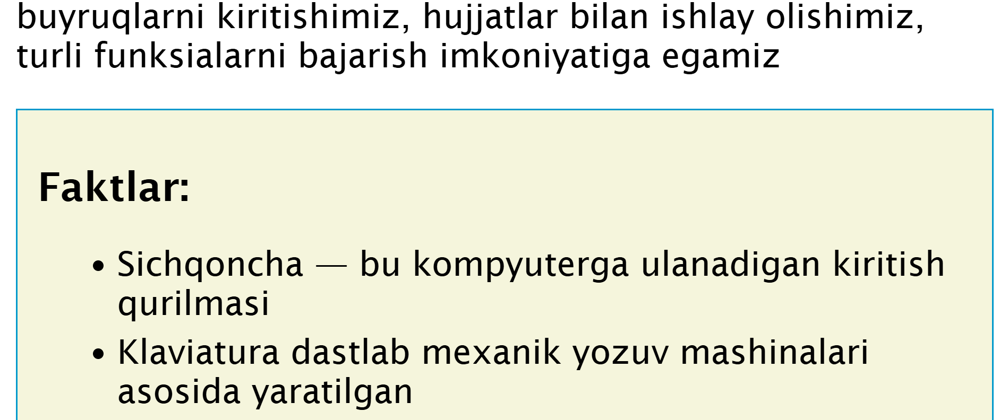 buyruqlarni kiritishimiz, hujjatlar bilan ishlay olishimiz,
turli funksialarni bajarish imkoniyatiga egamiz
Faktlar:
• Sichqoncha — bu kompyuterga ulanadigan kiritish
qurilmasi
• Klaviatura dastlab mexanik yozuv mashinalari
asosida yaratilgan